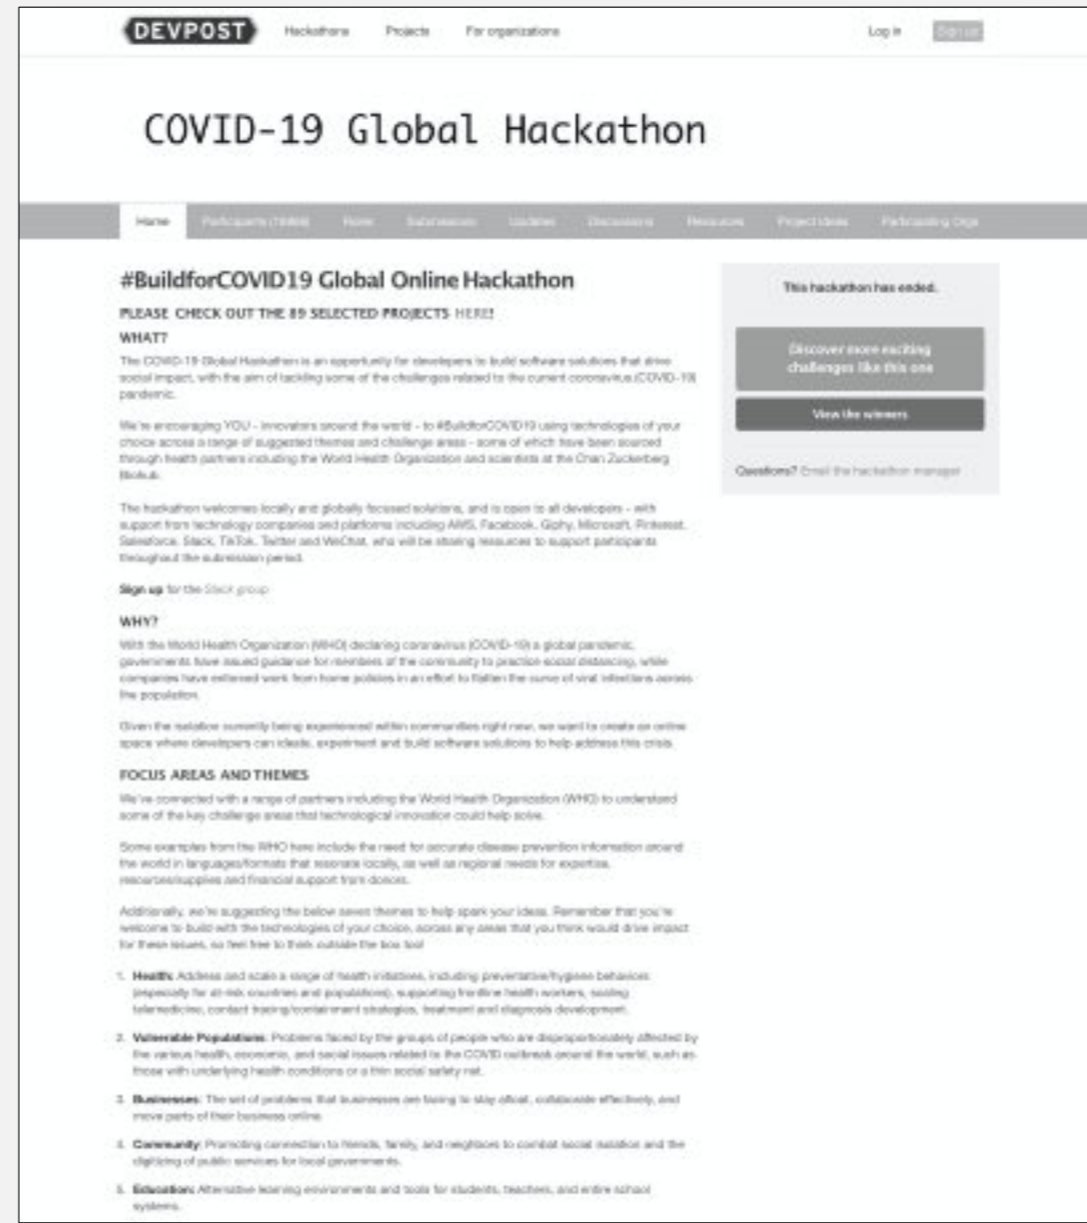 DEVPOST Hackathons Projects For organizations Log in Sign up
COVID-19 Global Hackathon
Home Participants Rules Submissions Updates Discussions Resources Project Ideas Participating Orgs
#BuildforCOVID19 Global Online Hackathon
PLEASE CHECK OUT THE 89 SELECTED PROJECTS HERE!
WHAT?
The COVID-19 Global Hackathon is an opportunity for developers to build software solutions that drive
social impact, with the aim of tackling some of the challenges related to the current coronavirus (COVID-19)
pandemic.
We're encouraging YOU - innovators around the world - to #BuildforCOVID19 using technologies of your
choice across a range of suggested themes and challenge areas - some of which have been sourced
through health partners including the World Health Organization and scientists at the Chan Zuckerberg
Biohub.
The hackathon welcomes locally and globally focused solutions, and is open to all developers - with
support from technology companies and platforms including AWS, Facebook, Giphy, Microsoft, Pinterest,
Salesforce, Slack, TikTok, Twitter and WeChat, who will be sharing resources to support participants
throughout the submission period.
Sign up for the Slack group
WHY?
With the World Health Organization (WHO) declaring coronavirus (COVID-19) a global pandemic,
governments have issued guidance for members of the community to practice social distancing, while
companies have enforced work from home policies in an effort to flatten the curve of viral infections across
the population.
Given the isolation currently being experienced within communities right now, we want to create an online
space where developers can ideate, experiment and build software solutions to help address this crisis.
FOCUS AREAS AND THEMES
We've connected with a range of partners including the World Health Organization (WHO) to understand
some of the key challenge areas that technological innovation could help solve.
Some examples from the WHO here include the need for accurate disease prevention information around
the world in languages/formats that resonate locally, as well as regional needs for expertise,
resources/supplies and financial support from donors.
Additionally, we're suggesting the below seven themes to help spark your ideas. Remember that you're
welcome to build with the technologies of your choice, across any areas that you think would drive impact
for these issues, so feel free to think outside the box too!
1. Health: Address and scale a range of health initiatives, including preventative/hygiene behaviors
(especially for at-risk countries and populations), supporting frontline health workers, scaling
telemedicine, contact tracing/containment strategies, treatment and diagnosis development.
2. Vulnerable Populations: Problems faced by the groups of people who are disproportionately affected by
the various health, economic, and social issues related to the COVID outbreak around the world, such as
those with underlying health conditions or a thin social safety net.
3. Businesses: The set of problems that businesses are facing to stay afloat, collaborate effectively, and
move parts of their business online.
4. Community: Promoting connection to friends, family, and neighbors to combat social isolation and the
digitizing of public services for local governments.
5. Education: Alternative learning environments and tools for students, teachers, and entire school
systems.
This hackathon has ended.
Discover more exciting
challenges like this one
View the winners
Questions? Email the hackathon manager